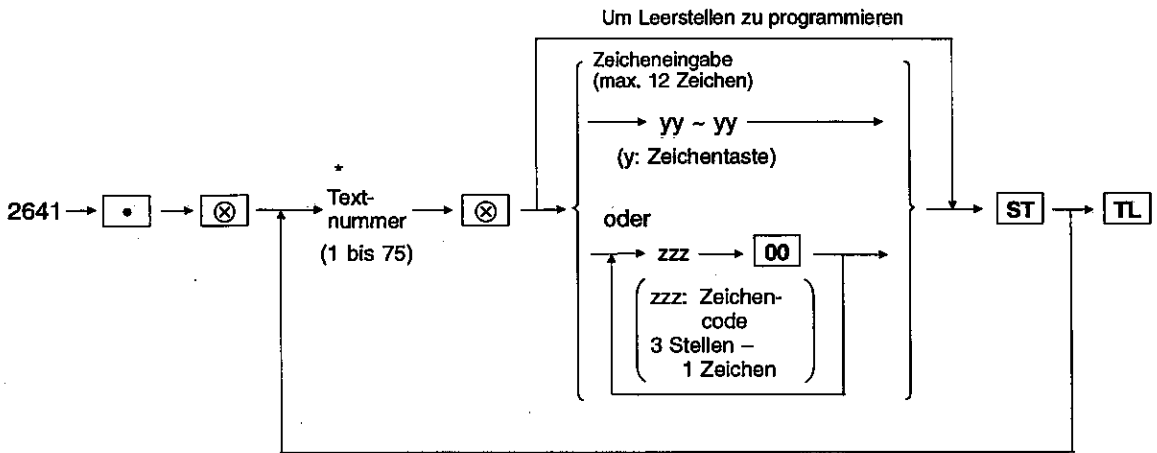 Um Leerstellen zu programmieren
Zeicheneingabe
(max. 12 Zeichen)
yy ~ yy
(y: Zeichentaste)
*
2641 • ⊗ Text-
nummer
(1 bis 75)
⊗
oder
zzz 00
zzz: Zeichen-
code
3 Stellen –
1 Zeichen
ST TL